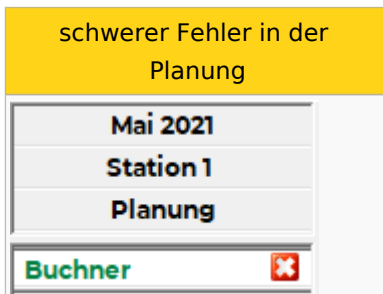 schwerer Fehler in der
Planung
Mai 2021
Station 1
Planung
Buchner